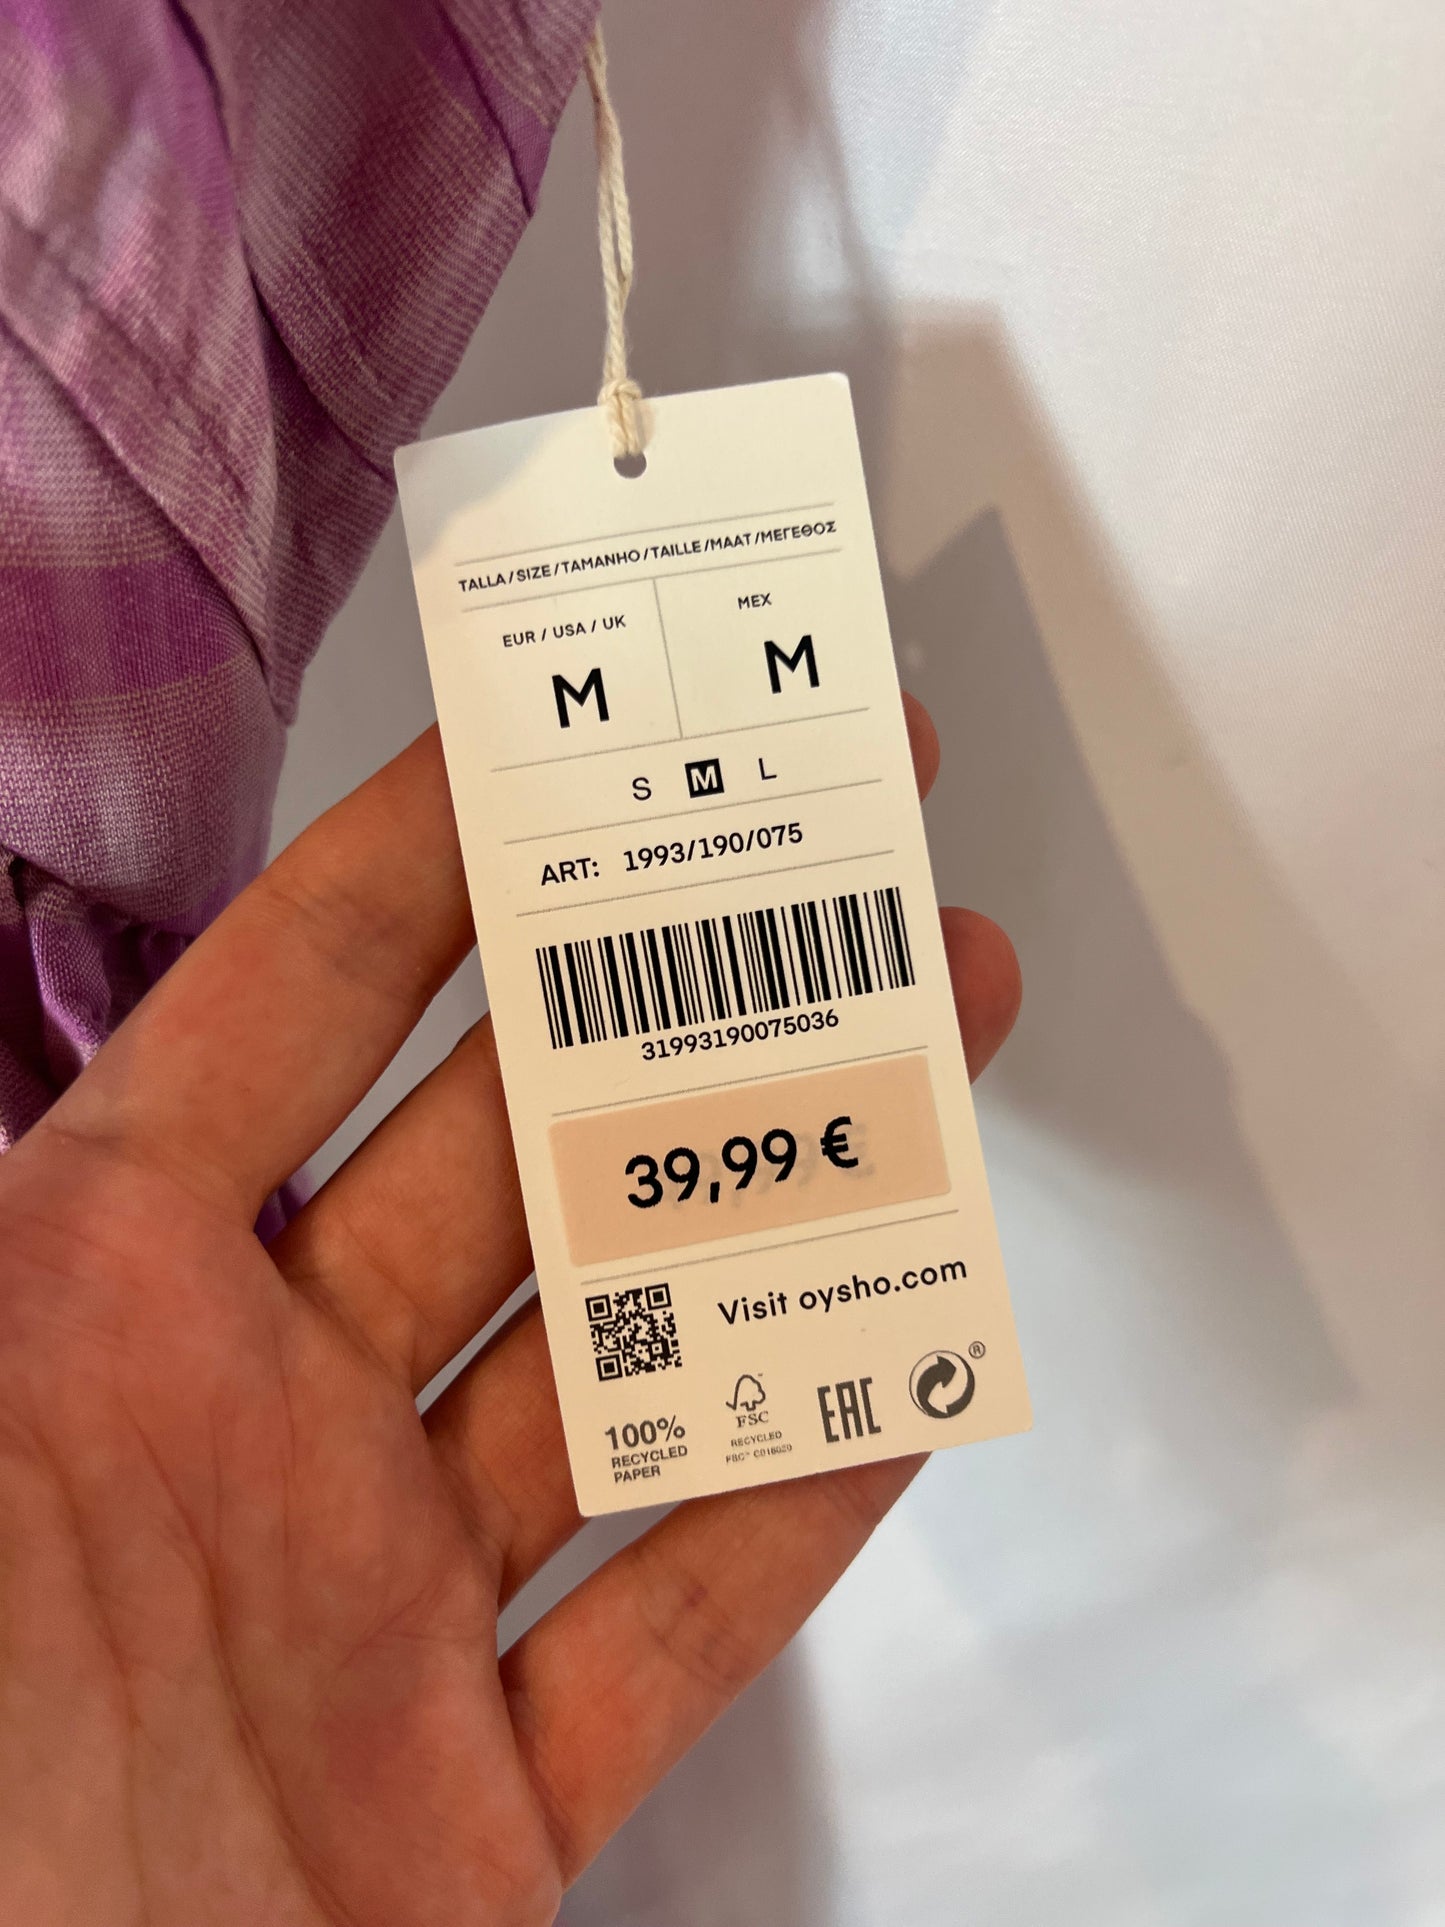 TALLA/SIZE/TAMANHO/TAILLE/MAAT/ΜΕΓΕΘΟΣ
EUR / USA / UK
MEX
M
M
S M L
ART: 1993/190/075
31993190075036
39,99 €
Visit oysho.com
100%
RECYCLED
PAPER
FSC
RECYCLED
EAC
®